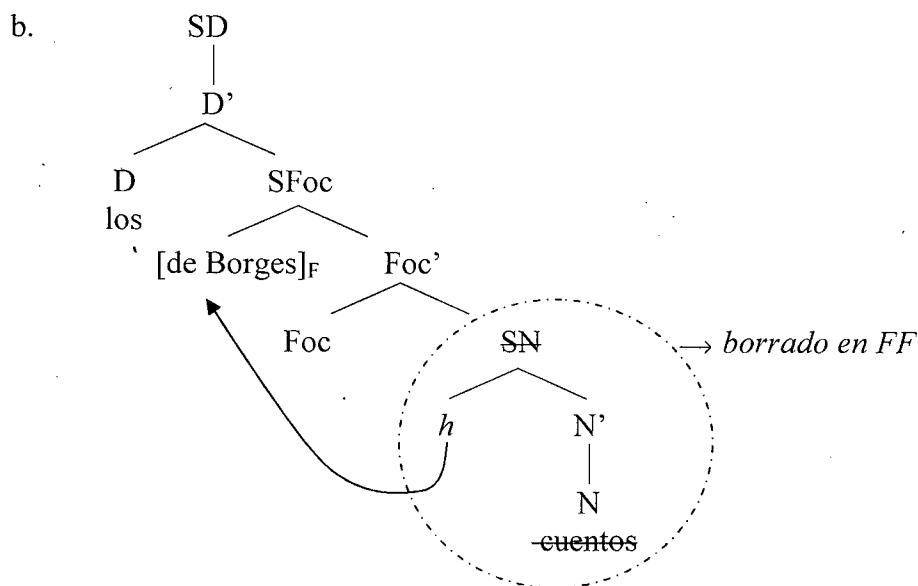 b.
SD
D’
D SFoc
los
[de Borges]F Foc’
Foc SN → borrado en FF
h N’
N
cuentos